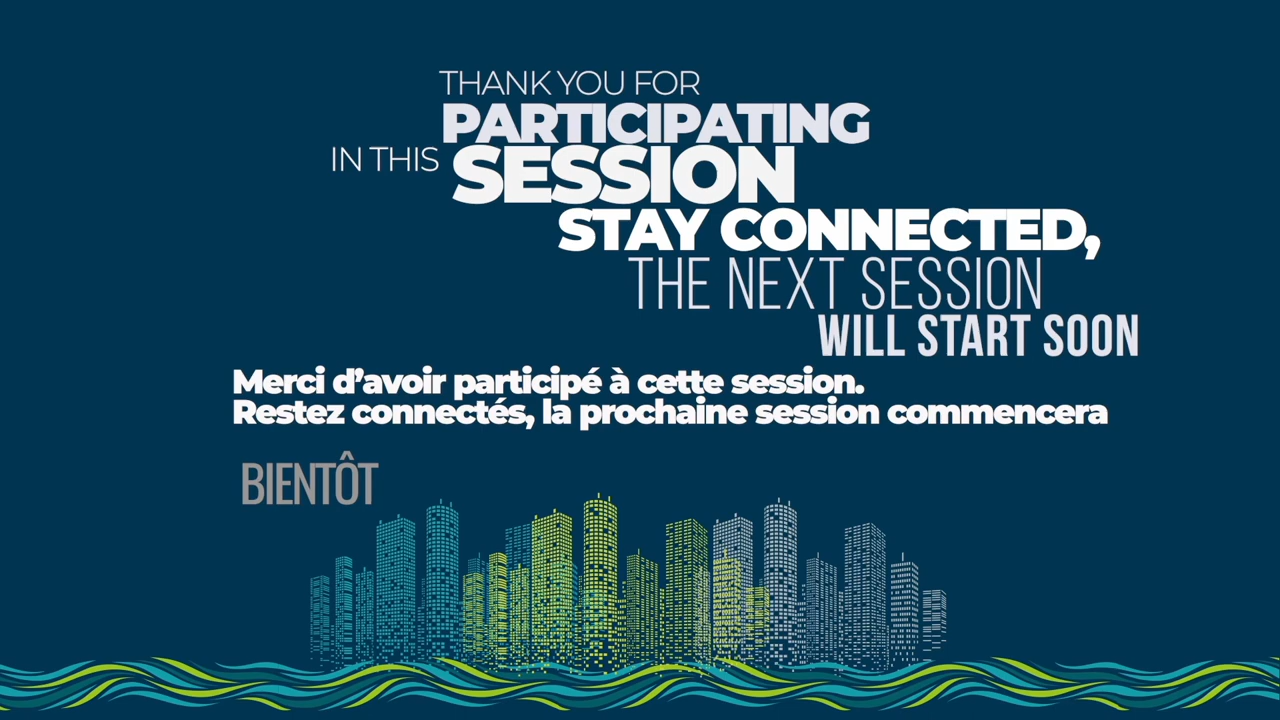 THANK YOU FOR
PARTICIPATING
IN THIS SESSION
STAY CONNECTED,
THE NEXT SESSION
WILL START SOON
Merci d’avoir participé à cette session.
Restez connectés, la prochaine session commencera
BIENTÔT